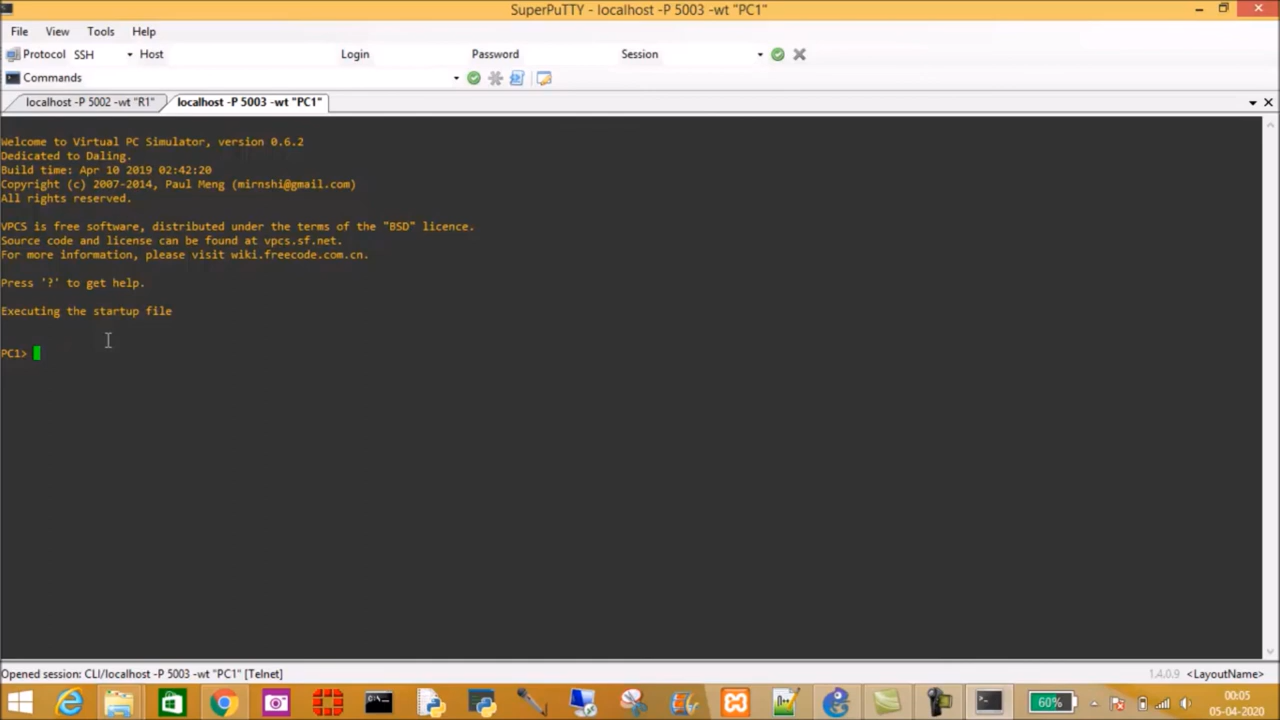 SuperPuTTY - localhost -P 5003 -wt "PC1"
File View Tools Help
Protocol SSH Host Login Password Session
Commands
localhost -P 5002 -wt "R1" localhost -P 5003 -wt "PC1"
Welcome to Virtual PC Simulator, version 0.6.2
Dedicated to Daling.
Build time: Apr 10 2019 02:42:20
Copyright (c) 2007-2014, Paul Meng (mirnshi@gmail.com)
All rights reserved.
VPCS is free software, distributed under the terms of the "BSD" licence.
Source code and license can be found at vpcs.sf.net.
For more information, please visit wiki.freecode.com.cn.
Press '?' to get help.
Executing the startup file
PC1>
Opened session: CLI/localhost -P 5003 -wt "PC1" [Telnet] 1.4.0.9 <LayoutName>
60% 00:05
05-04-2020